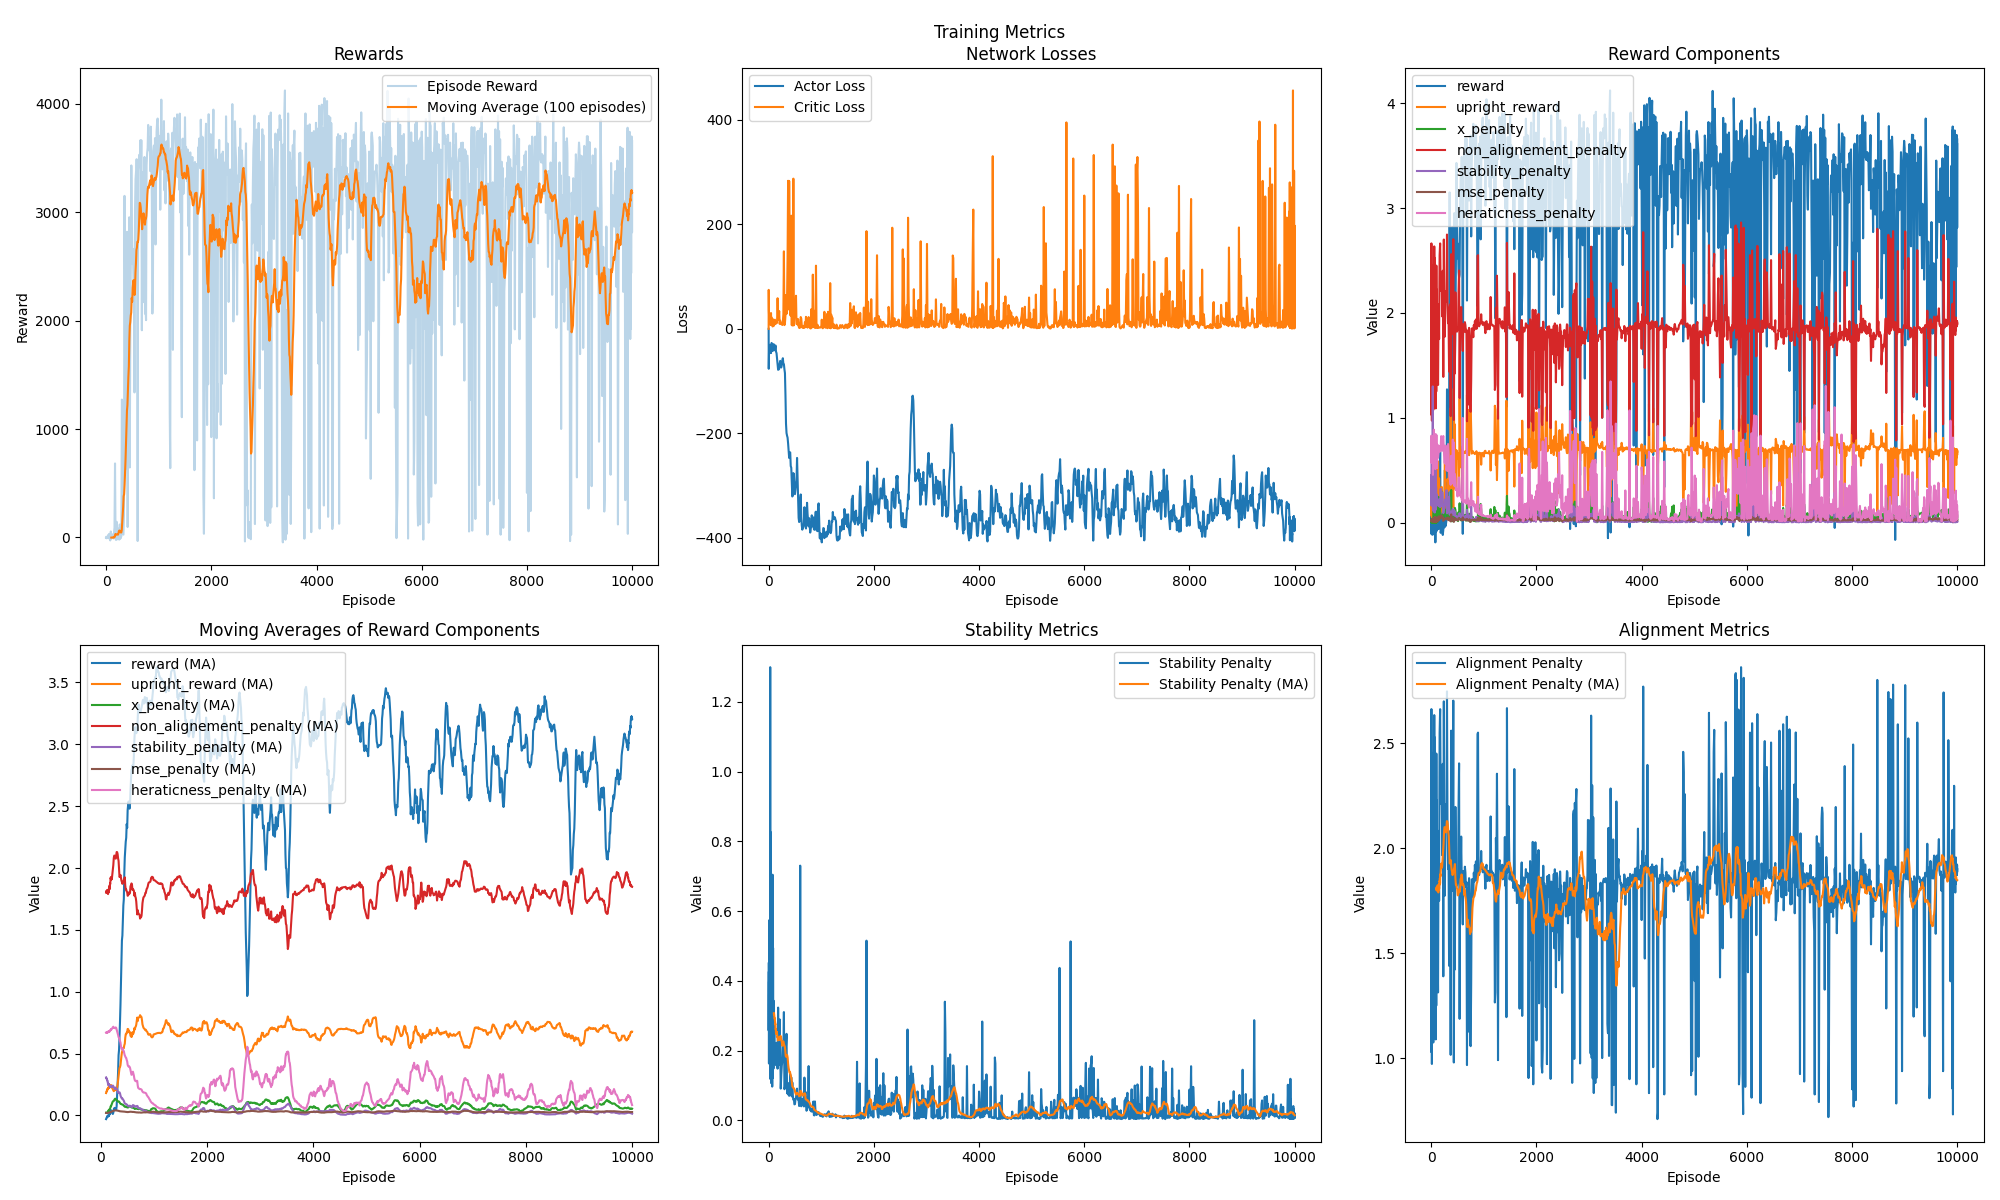 Training Metrics
Rewards
Episode Reward
Moving Average (100 episodes)
4000
3000
2000
1000
0
Reward
0 2000 4000 6000 8000 10000
Episode
Network Losses
Actor Loss
Critic Loss
400
200
0
−200
−400
Loss
0 2000 4000 6000 8000 10000
Episode
Reward Components
reward
upright_reward
x_penalty
non_alignement_penalty
stability_penalty
mse_penalty
heraticness_penalty
4
3
2
1
0
Value
0 2000 4000 6000 8000 10000
Episode
Moving Averages of Reward Components
reward (MA)
upright_reward (MA)
x_penalty (MA)
non_alignement_penalty (MA)
stability_penalty (MA)
mse_penalty (MA)
heraticness_penalty (MA)
3.5
3.0
2.5
2.0
1.5
1.0
0.5
0.0
Value
0 2000 4000 6000 8000 10000
Episode
Stability Metrics
Stability Penalty
Stability Penalty (MA)
1.2
1.0
0.8
0.6
0.4
0.2
0.0
Value
0 2000 4000 6000 8000 10000
Episode
Alignment Metrics
Alignment Penalty
Alignment Penalty (MA)
2.5
2.0
1.5
1.0
Value
0 2000 4000 6000 8000 10000
Episode